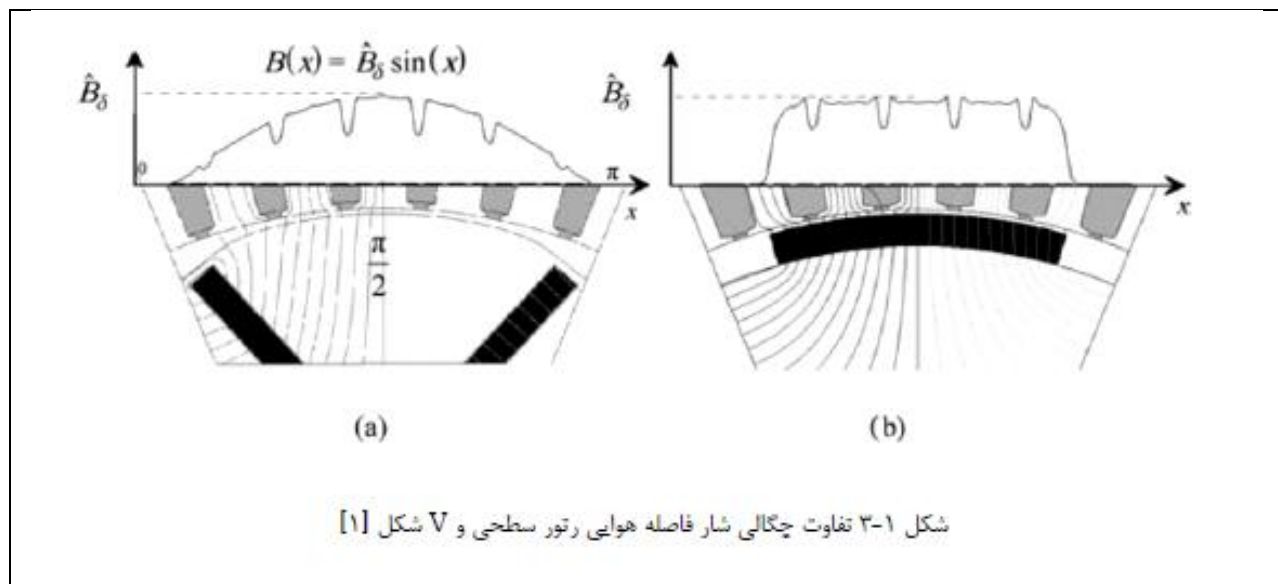 B(x) = B̂δ sin(x)
B̂δ
B̂δ
0
π
x
x
π/2
(a)
(b)
شکل ۱-۳ تفاوت چگالی شار فاصله هوایی رتور سطحی و V شکل [۱]